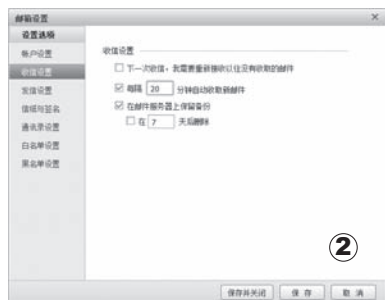 邮箱设置
设置选项
帐户设置
收信设置
发信设置
信纸与签名
通讯录设置
白名单设置
黑名单设置
收信设置
下一次收信，我需要重新接收以往没有收取的邮件
每隔 20 分钟自动收取新邮件
在邮件服务器上保留备份
在 7 天后删除
②
保存并关闭 保存 取消